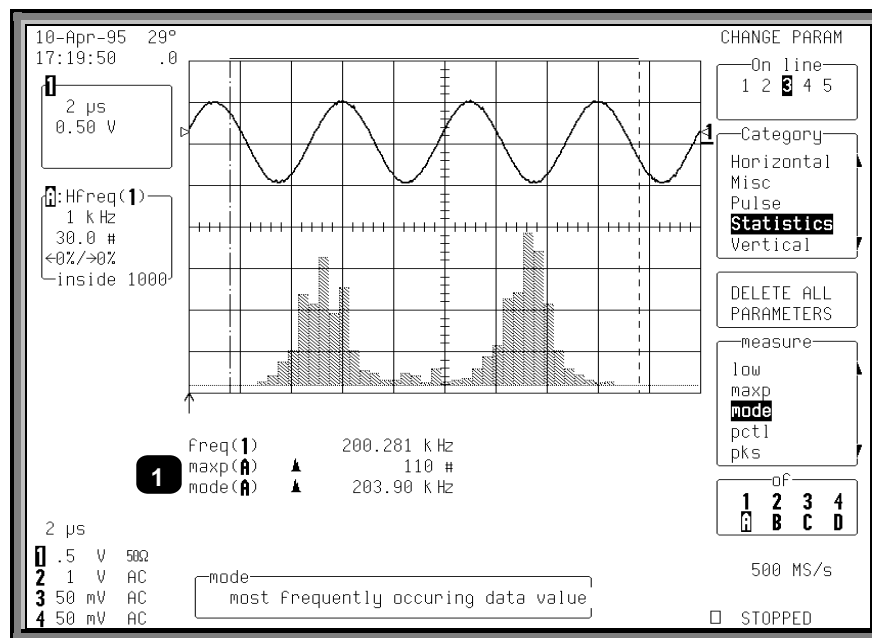 10-Apr-95 29°
17:19:50 .0
1
2 µs
0.50 V
A:Hfreq(1)
1 kHz
30.0 #
←0%/→0%
inside 1000
1
freq(1) 200.281 kHz
maxp(A) 110 #
mode(A) 203.90 kHz
1
2 µs
1 .5 V 50Ω
2 1 V AC
3 50 mV AC
4 50 mV AC
mode
most frequently occuring data value
CHANGE PARAM
On line
1 2 3 4 5
Category
Horizontal
Misc
Pulse
Statistics
Vertical
DELETE ALL
PARAMETERS
measure
low
maxp
mode
pctl
pks
of
1 2 3 4
A B C D
500 MS/s
STOPPED